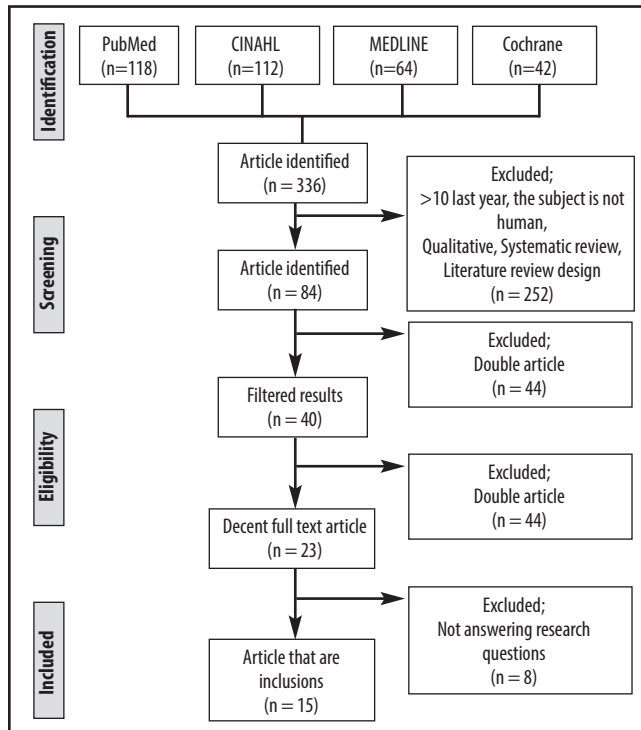 Identification
PubMed
(n=118)
CINAHL
(n=112)
MEDLINE
(n=64)
Cochrane
(n=42)
Article identified
(n = 336)
Excluded;
>10 last year, the subject is not
human,
Qualitative, Systematic review,
Literature review design
(n = 252)
Screening
Article identified
(n = 84)
Excluded;
Double article
(n = 44)
Filtered results
(n = 40)
Eligibility
Excluded;
Double article
(n = 44)
Decent full text article
(n = 23)
Excluded;
Not answering research
questions
(n = 8)
Included
Article that are
inclusions
(n = 15)